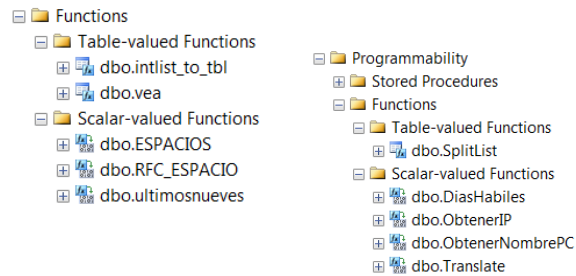 Functions
Table-valued Functions
dbo.intlist_to_tbl
dbo.vea
Scalar-valued Functions
dbo.ESPACIOS
dbo.RFC_ESPACIO
dbo.ultimosnueves
Programmability
Stored Procedures
Functions
Table-valued Functions
dbo.SplitList
Scalar-valued Functions
dbo.DiasHabiles
dbo.ObtenerIP
dbo.ObtenerNombrePC
dbo.Translate